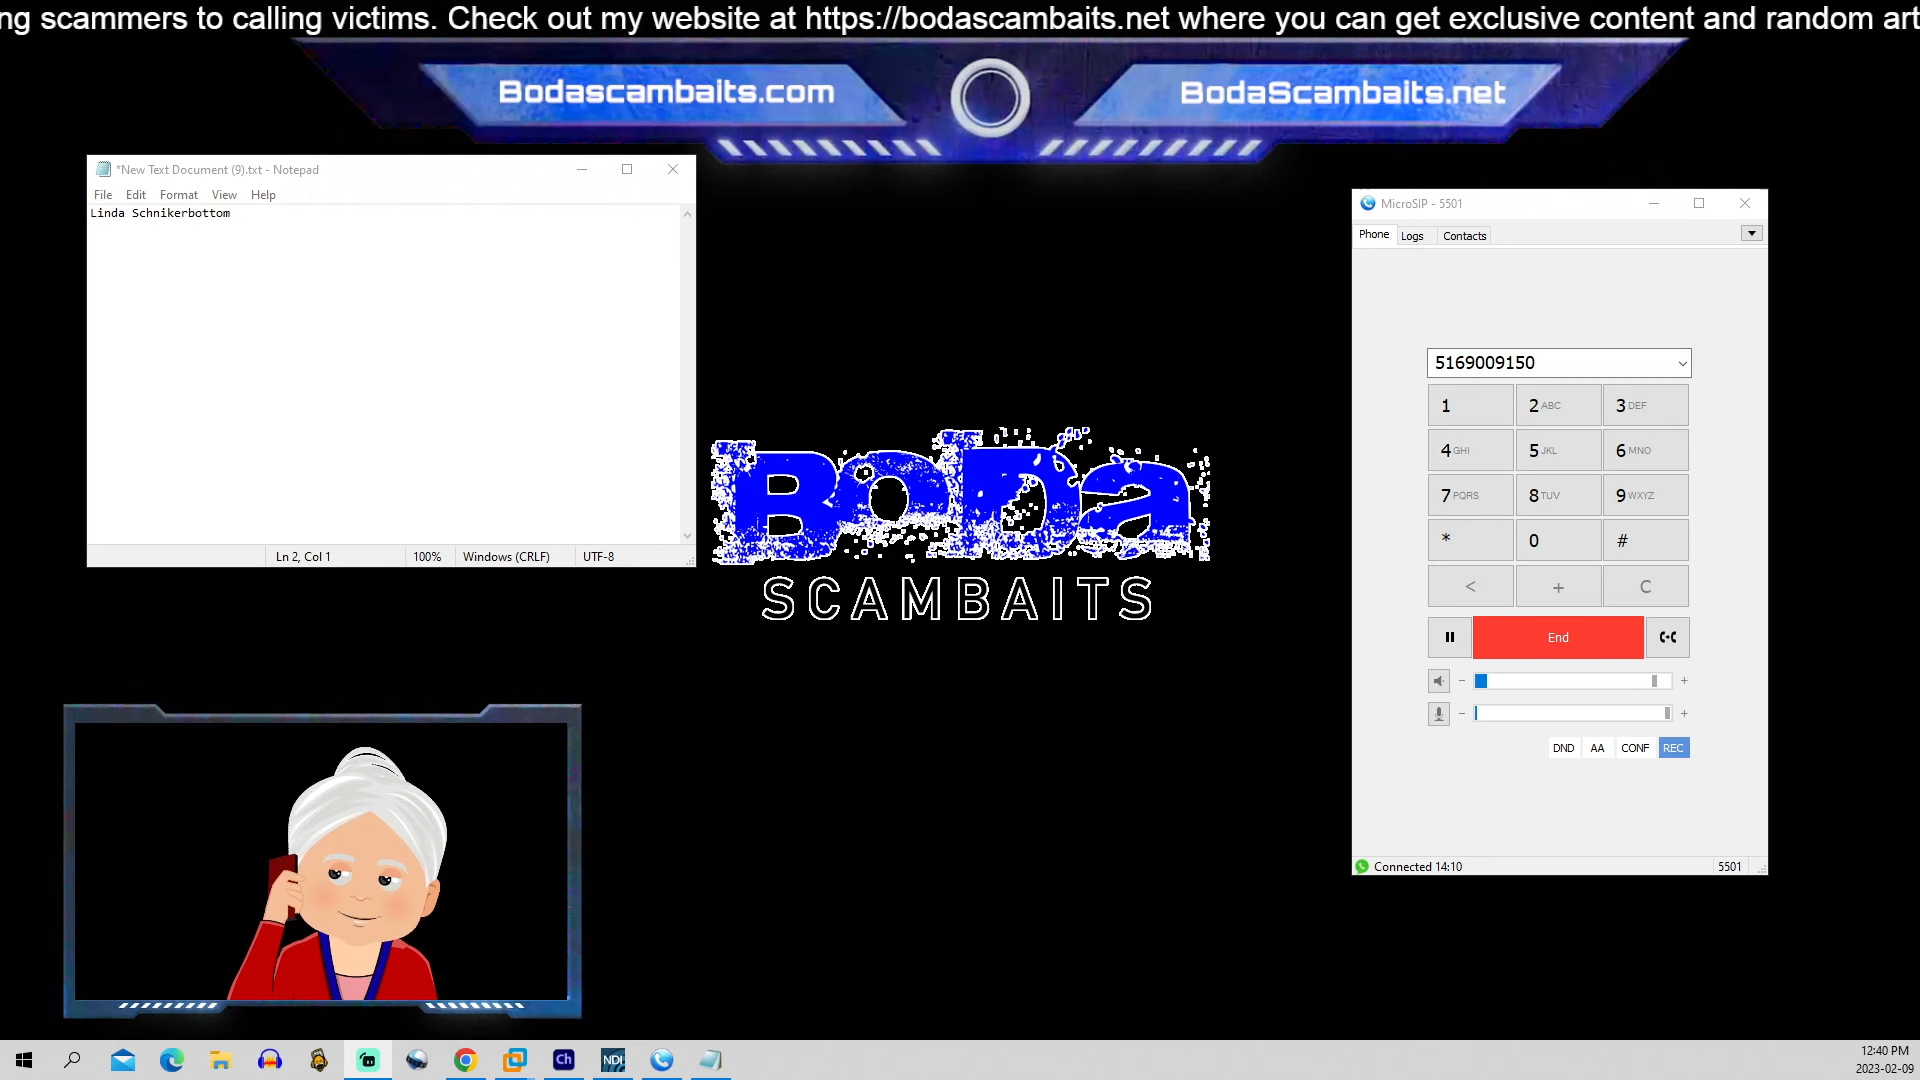 ng scammers to calling victims. Check out my website at https://bodascambaits.net where you can get exclusive content and random art
Bodascambaits.com
BodaScambaits.net
*New Text Document (9).txt - Notepad
File Edit Format View Help
Linda Schnikerbottom
Ln 2, Col 1 100% Windows (CRLF) UTF-8
BoDa
SCAMBAITS
MicroSIP - 5501
Phone Logs Contacts
5169009150
1 2 ABC 3 DEF
4 GHI 5 JKL 6 MNO
7 PQRS 8 TUV 9 WXYZ
* 0 #
< + C
End
- +
- +
DND AA CONF REC
Connected 14:10 5501
Ch NDI
12:40 PM
2023-02-09